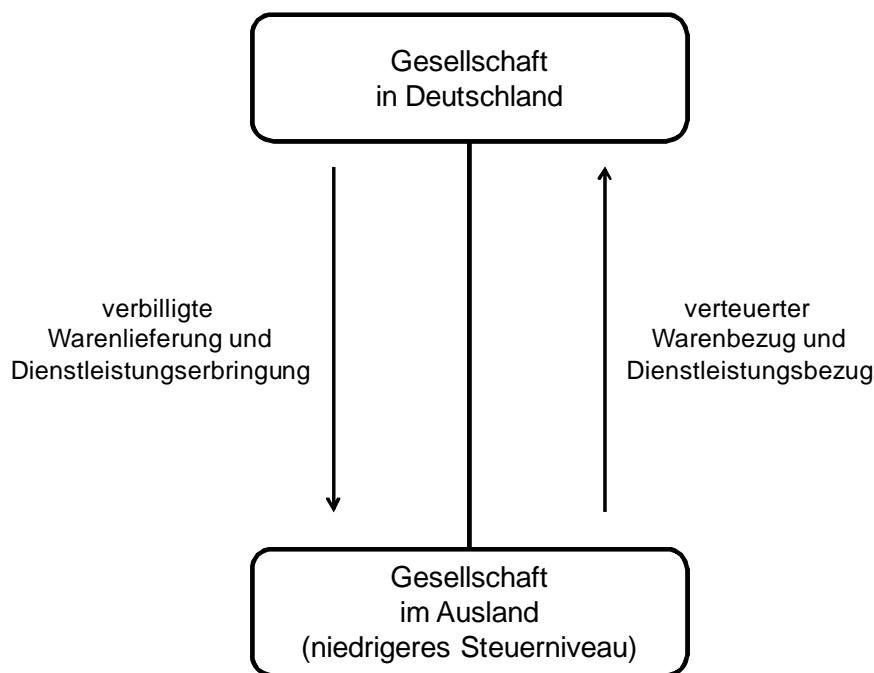 Gesellschaft
in Deutschland
verbilligte
Warenlieferung und
Dienstleistungserbringung
verteuerter
Warenbezug und
Dienstleistungsbezug
Gesellschaft
im Ausland
(niedrigeres Steuerniveau)